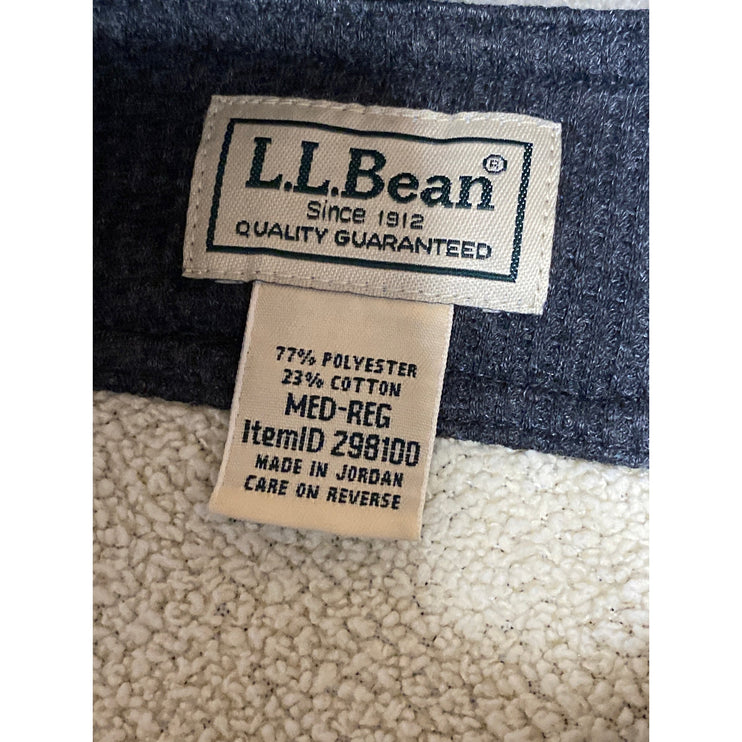 L.L.Bean®
Since 1912
QUALITY GUARANTEED
77% POLYESTER
23% COTTON
MED-REG
ItemID 298100
MADE IN JORDAN
CARE ON REVERSE